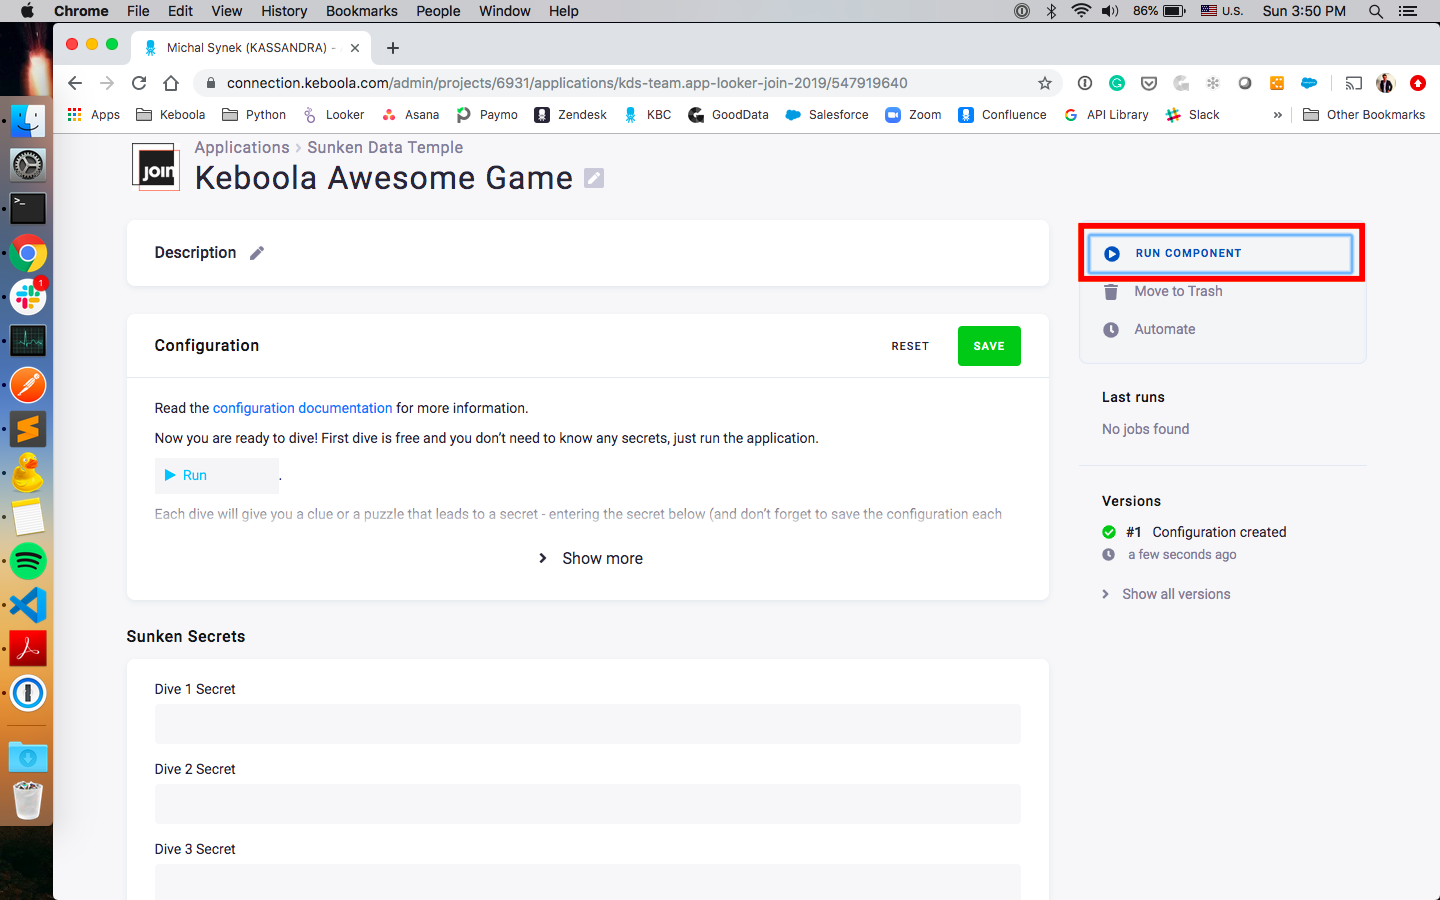 Chrome File Edit View History Bookmarks People Window Help 86% U.S. Sun 3:50 PM
Michal Synek (KASSANDRA) -
connection.keboola.com/admin/projects/6931/applications/kds-team.app-looker-join-2019/547919640
Apps Keboola Python Looker Asana Paymo Zendesk KBC GoodData Salesforce Zoom Confluence API Library Slack » Other Bookmarks
join
Applications > Sunken Data Temple
Keboola Awesome Game
Description
RUN COMPONENT
Move to Trash
Automate
Configuration
RESET
SAVE
Read the configuration documentation for more information.
Now you are ready to dive! First dive is free and you don't need to know any secrets, just run the application.
Run .
Each dive will give you a clue or a puzzle that leads to a secret - entering the secret below (and don't forget to save the configuration each
Show more
Last runs
No jobs found
Versions
#1 Configuration created
a few seconds ago
Show all versions
Sunken Secrets
Dive 1 Secret
Dive 2 Secret
Dive 3 Secret
1